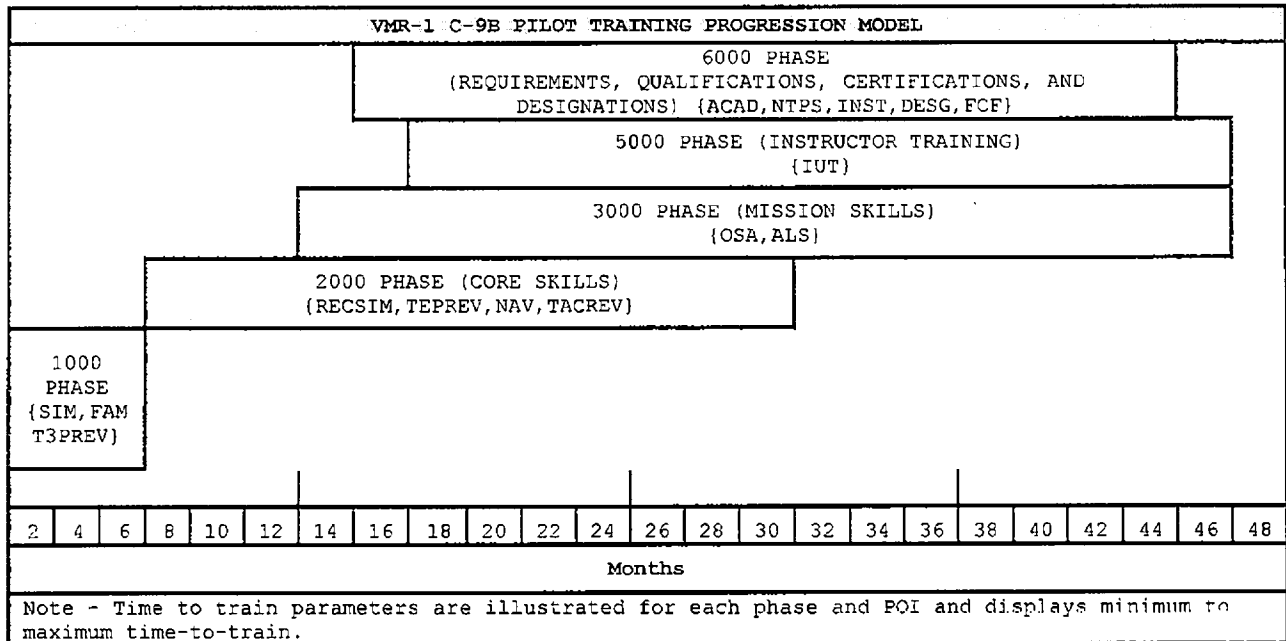 VMR-1 C-9B PILOT TRAINING PROGRESSION MODEL
6000 PHASE
(REQUIREMENTS, QUALIFICATIONS, CERTIFICATIONS, AND
DESIGNATIONS) {ACAD,NTPS,INST,DESG,FCF}
5000 PHASE (INSTRUCTOR TRAINING)
{IUT}
3000 PHASE (MISSION SKILLS)
{OSA,ALS}
2000 PHASE (CORE SKILLS)
{RECSIM,TEPREV,NAV,TACREV}
1000
PHASE
{SIM,FAM
T3PREV}
2 4 6 8 10 12 14 16 18 20 22 24 26 28 30 32 34 36 38 40 42 44 46 48
Months
Note - Time to train parameters are illustrated for each phase and POI and displays minimum to
maximum time-to-train.